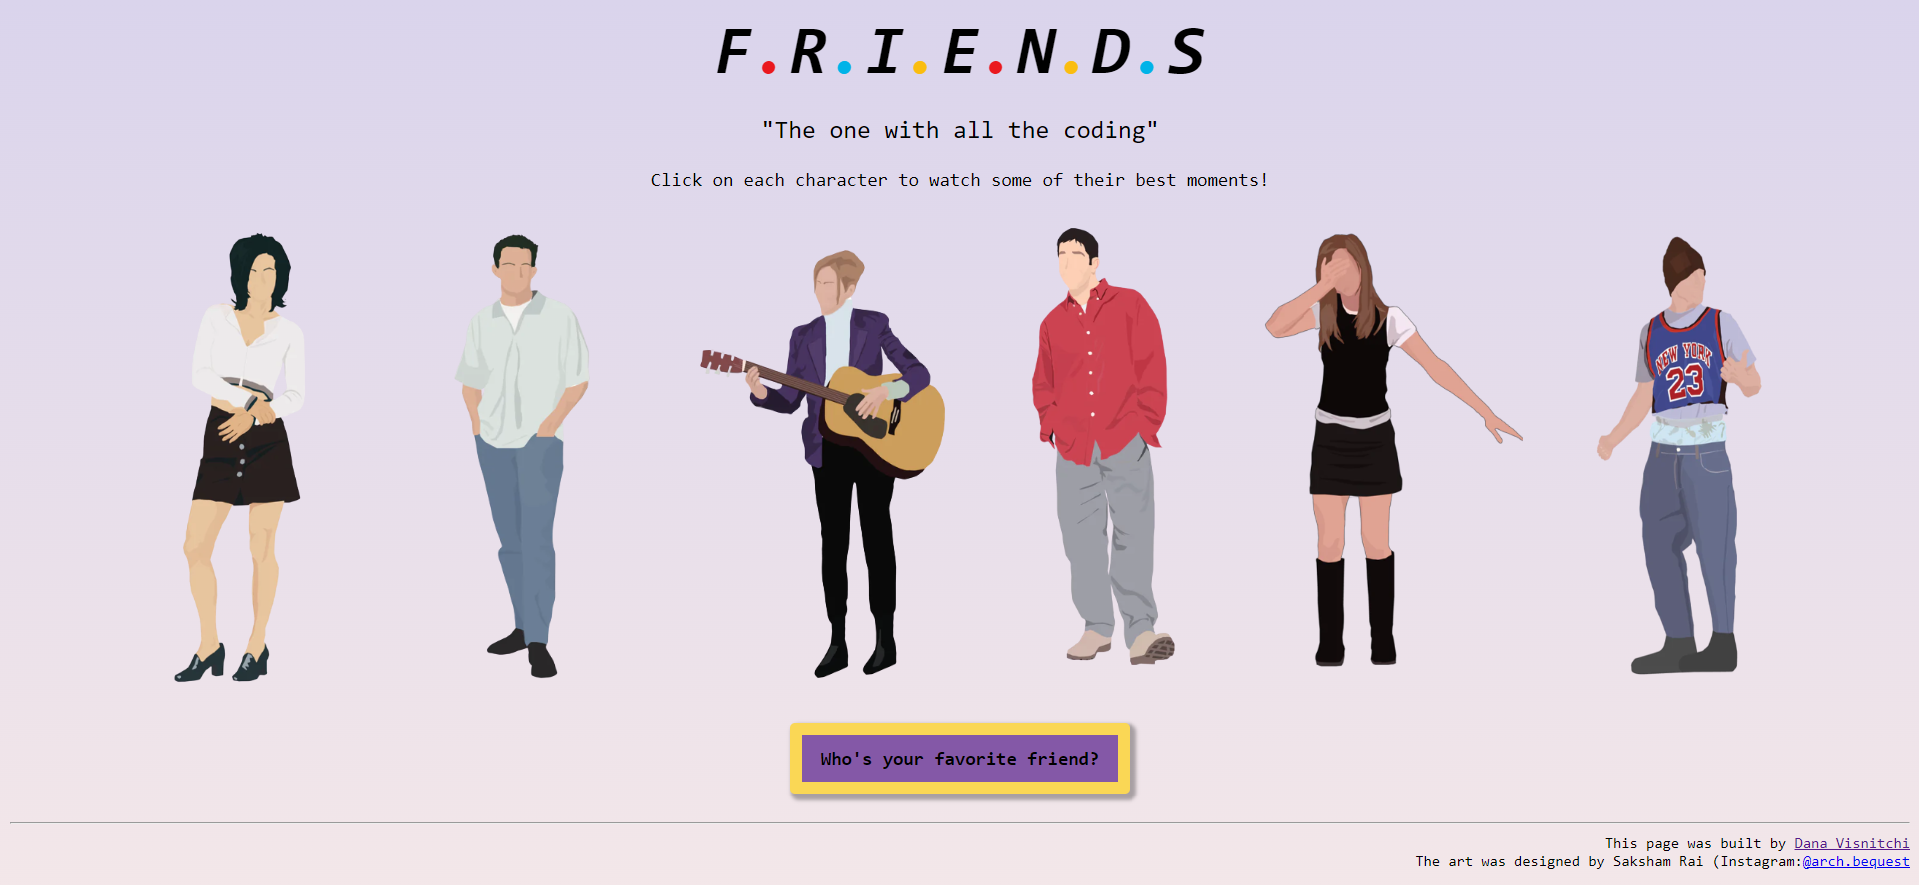 F.R.I.E.N.D.S
"The one with all the coding"
Click on each character to watch some of their best moments!
NEW YORK
23
Who's your favorite friend?
This page was built by Dana Visnitchi
The art was designed by Saksham Rai (Instagram:@arch.bequest